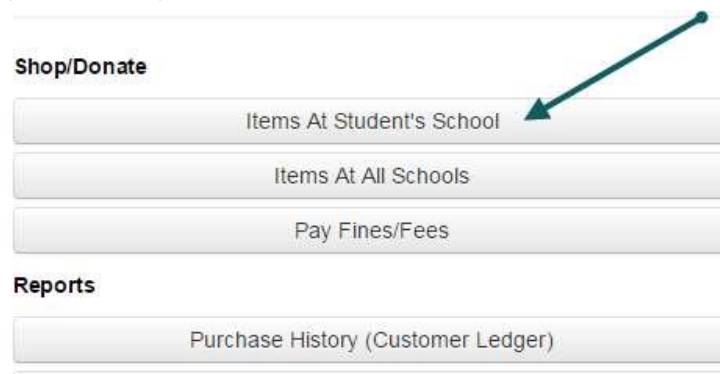 Shop/Donate
Items At Student's School
Items At All Schools
Pay Fines/Fees
Reports
Purchase History (Customer Ledger)